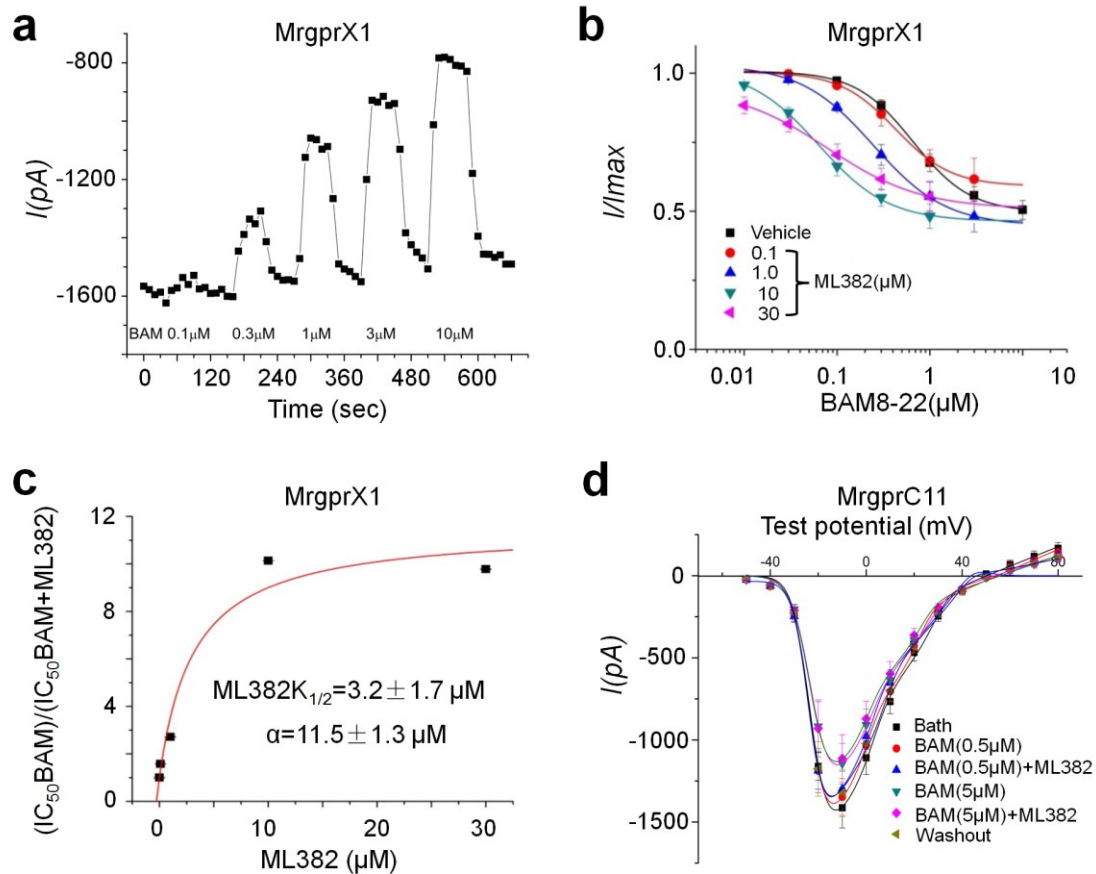 a
MrgprX1
I(pA)
-800
-1200
-1600
BAM 0.1μM 0.3μM 1μM 3μM 10μM
0 120 240 360 480 600
Time (sec)
b
MrgprX1
I/Imax
1.0
0.5
0.0
Vehicle
0.1
1.0
10
30
ML382(μM)
0.01 0.1 1 10
BAM8-22(μM)
c
MrgprX1
(IC₅₀BAM)/(IC₅₀BAM+ML382)
12
10
8
6
4
2
0
ML382K₁/₂=3.2±1.7 μM
α=11.5±1.3 μM
0 10 20 30
ML382 (μM)
d
MrgprC11
Test potential (mV)
-40 0 40 80
I(pA)
0
-500
-1000
-1500
Bath
BAM(0.5μM)
BAM(0.5μM)+ML382
BAM(5μM)
BAM(5μM)+ML382
Washout